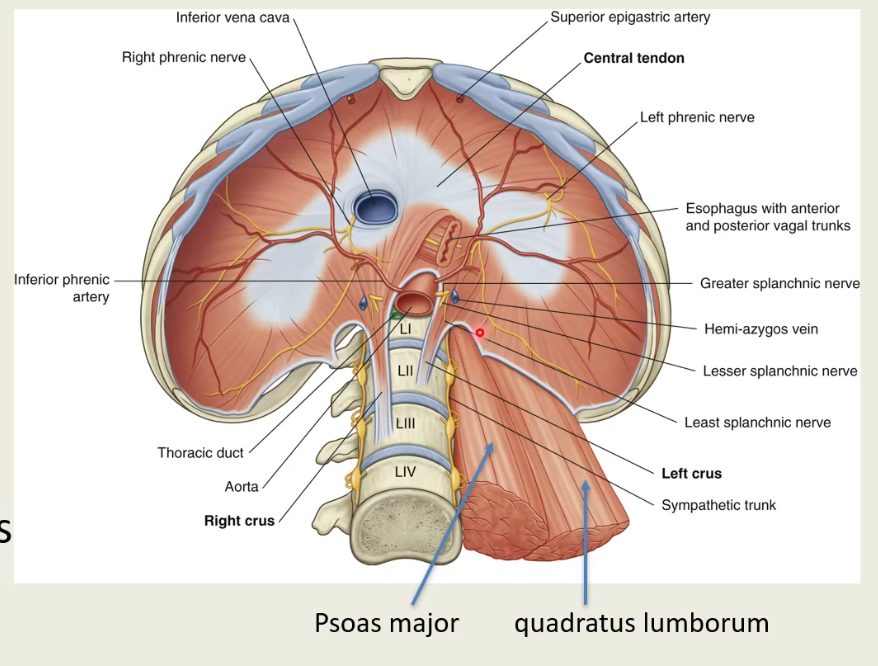 Inferior vena cava
Superior epigastric artery
Right phrenic nerve
Central tendon
Left phrenic nerve
Esophagus with anterior
and posterior vagal trunks
Inferior phrenic
artery
Greater splanchnic nerve
Hemi-azygos vein
LI
Lesser splanchnic nerve
LII
Least splanchnic nerve
LIII
Thoracic duct
Left crus
LIV
Aorta
Sympathetic trunk
Right crus
s
Psoas major
quadratus lumborum